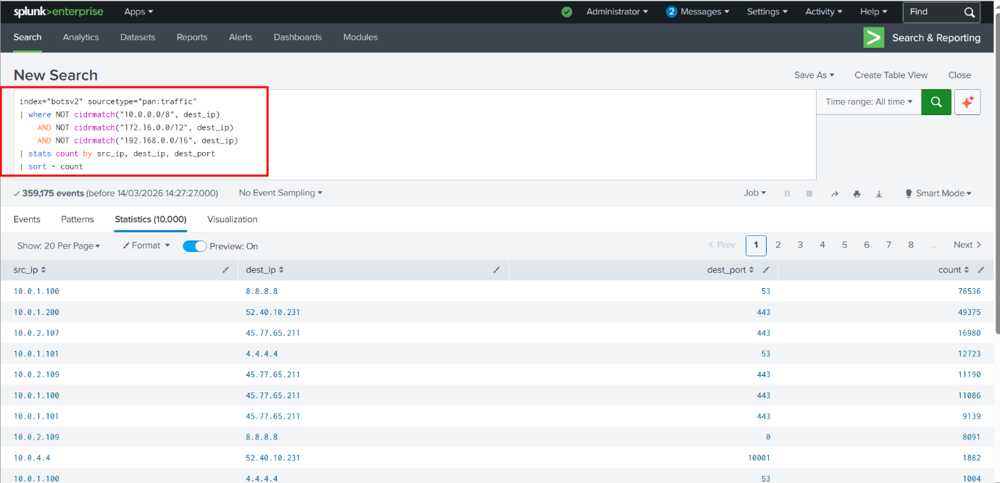 splunk>enterprise Apps Administrator 2 Messages Settings Activity Help Find
Search Analytics Datasets Reports Alerts Dashboards Modules > Search & Reporting
New Search Save As Create Table View Close
index="botsv2" sourcetype="pan:traffic"
| where NOT cidrmatch("10.0.0.0/8", dest_ip)
AND NOT cidrmatch("172.16.0.0/12", dest_ip)
AND NOT cidrmatch("192.168.0.0/16", dest_ip)
| stats count by src_ip, dest_ip, dest_port
| sort - count
Time range: All time
359,175 events (before 14/03/2026 14:27:27.000) No Event Sampling Job Smart Mode
Events Patterns Statistics (10,000) Visualization
Show: 20 Per Page Format Preview: On < Prev 1 2 3 4 5 6 7 8 ... Next >
src_ip dest_ip dest_port count
10.0.1.100 8.8.8.8 53 76536
10.0.1.200 52.40.10.231 443 49375
10.0.2.107 45.77.65.211 443 16980
10.0.1.101 4.4.4.4 53 12723
10.0.2.109 45.77.65.211 443 11190
10.0.1.100 45.77.65.211 443 11086
10.0.1.101 45.77.65.211 443 9139
10.0.2.109 8.8.8.8 0 8091
10.0.4.4 52.40.10.231 10001 1882
10.0.1.100 4.4.4.4 53 1004